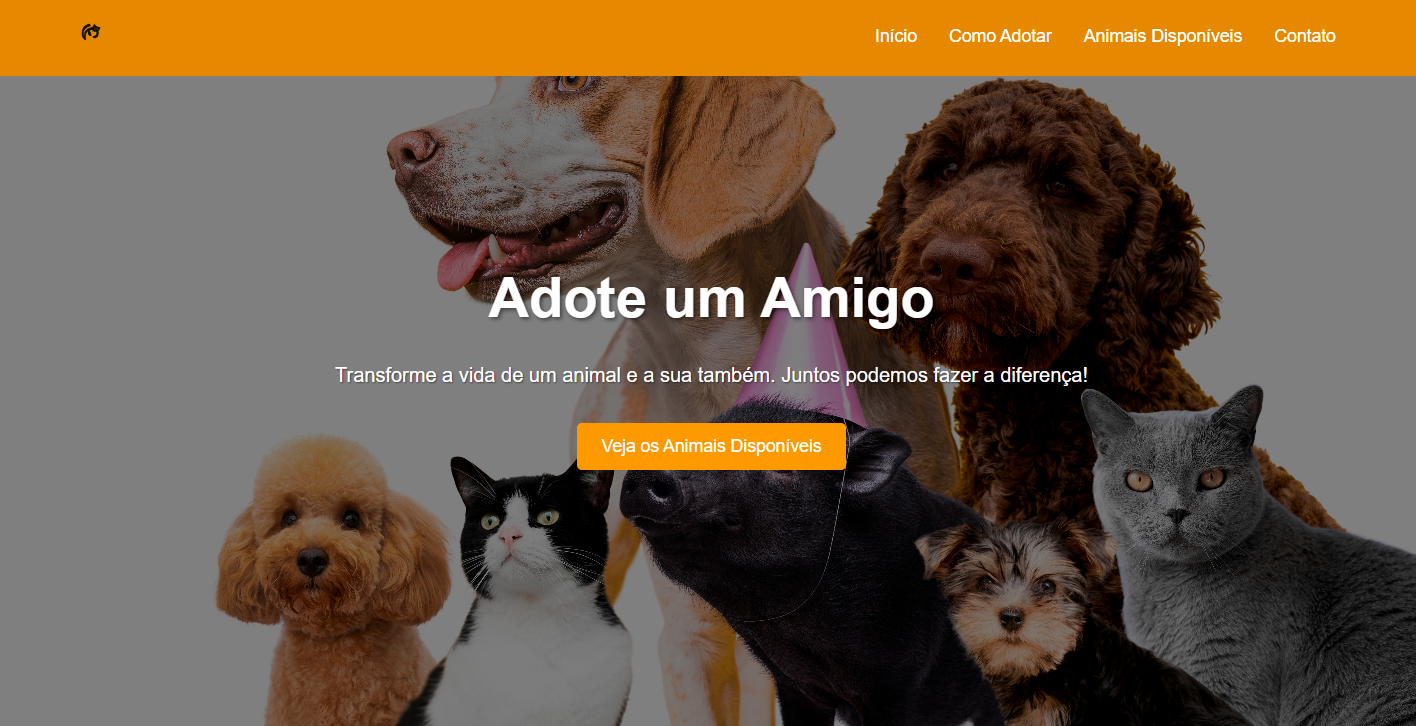 Início
Como Adotar
Animais Disponíveis
Contato
Adote um Amigo
Transforme a vida de um animal e a sua também. Juntos podemos fazer a diferença!
Veja os Animais Disponíveis